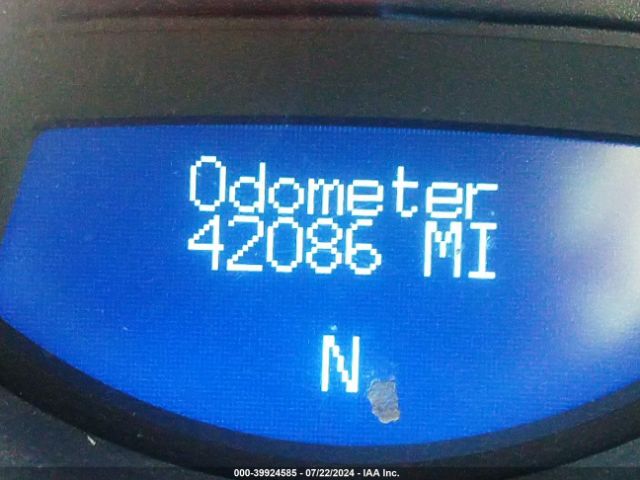 Odometer
42086 MI
N
000-39924585 - 07/22/2024 - IAA Inc.